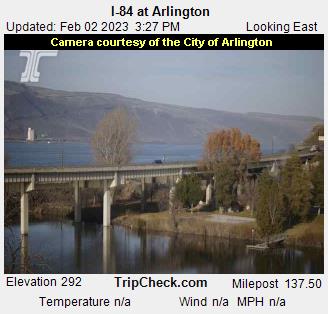 I-84 at Arlington
Updated: Feb 02 2023 3:27 PM Looking East
Camera courtesy of the City of Arlington
Elevation 292 TripCheck.com Milepost 137.50
Temperature n/a Wind n/a MPH n/a